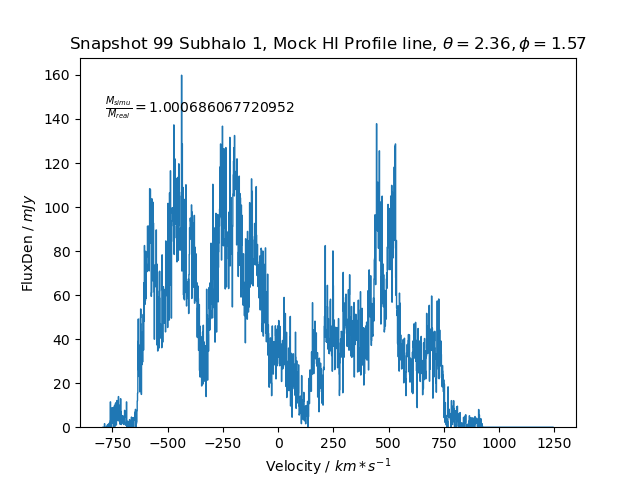 Snapshot 99 Subhalo 1, Mock HI Profile line, θ = 2.36, ϕ = 1.57
M_simu/M_real = 1.000686067720952
FluxDen / mJy
160
140
120
100
80
60
40
20
0
−750 −500 −250 0 250 500 750 1000 1250
Velocity / km * s⁻¹